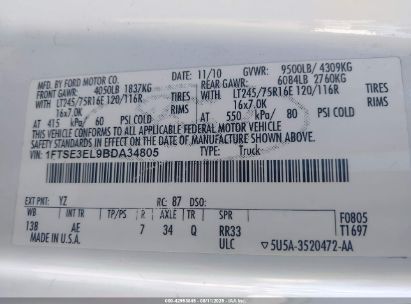 MFD. BY FORD MOTOR CO. DATE: 11/10 GVWR: 9500LB/ 4309KG
FRONT GAWR: 4050LB 1837KG REAR GAWR: 6084LB 2760KG
WITH LT245/75R16E 120/116R TIRES WITH LT245/75R16E 120/116R TIRES
16x7.0K RIMS 16x7.0K RIMS
AT 415 kPa/ 60 PSI COLD AT 550 kPa/ 80 PSI COLD
THIS VEHICLE CONFORMS TO ALL APPLICABLE FEDERAL MOTOR VEHICLE
SAFETY STANDARDS IN EFFECT ON THE DATE OF MANUFACTURE SHOWN ABOVE.
VIN: 1FTSE3EL9BDA34805 TYPE: Truck
EXT PNT: YZ RC: 87 DSO:
WB INT TR TP/PS R AXLE TR SPR F0805
138 AE 7 34 Q RR33 T1697
MADE IN U.S.A. ULC 5U5A-3520472-AA